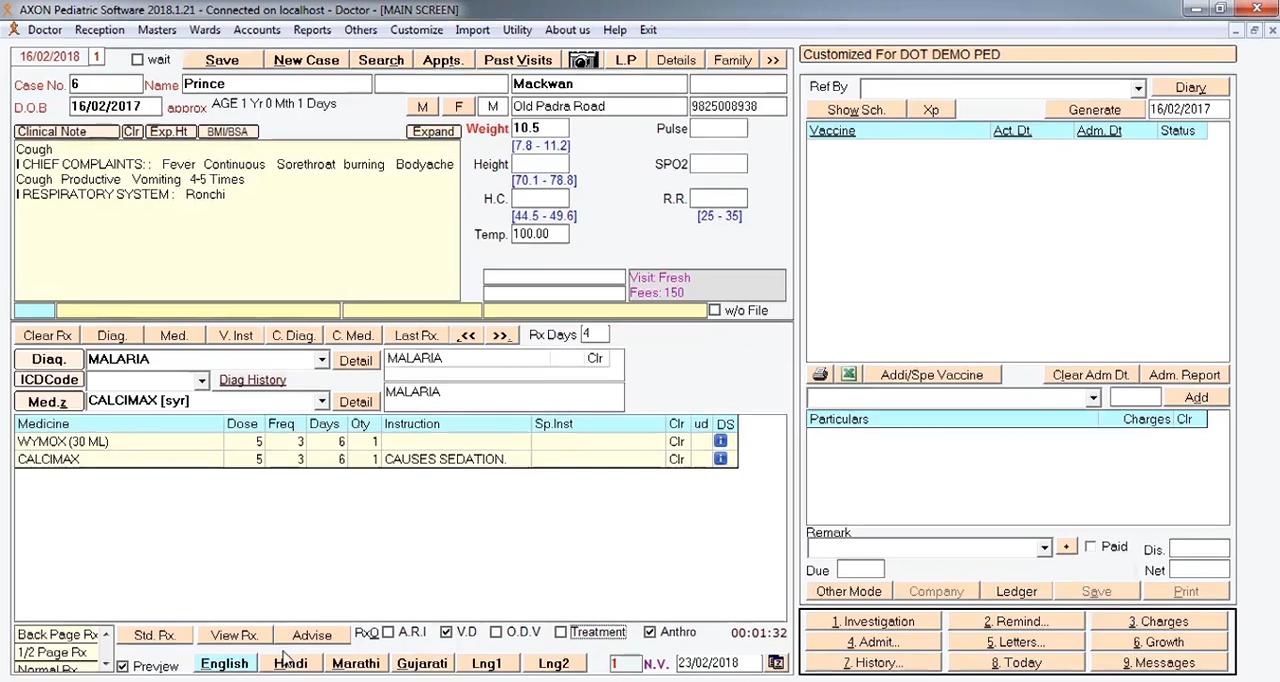 AXON Pediatric Software 2018.1.21 - Connected on localhost - Doctor - [MAIN SCREEN]
Doctor Reception Masters Wards Accounts Reports Others Customize Import Utility About us Help Exit
16/02/2018 1 wait Save New Case Search Appts. Past Visits L.P Details Family >>
Case No. 6 Name Prince Mackwan
D.O.B 16/02/2017 approx AGE 1 Yr 0 Mth 1 Days M F M Old Padra Road 9825008938
Clinical Note Clr Exp.Ht BMI/BSA Expand Weight 10.5 Pulse
[7.8 - 11.2]
Cough
CHIEF COMPLAINTS: : Fever Continuous Sorethroat burning Bodyache
Cough Productive Vomiting 4-5 Times
RESPIRATORY SYSTEM : Ronchi
Height SPO2
[70.1 - 78.8]
H.C. R.R.
[44.5 - 49.6] [25 - 35]
Temp. 100.00
Visit: Fresh
Fees: 150
w/o File
Clear Rx Diag. Med. V. Inst C. Diag. C. Med. Last Rx. << >> Rx Days 4
Diag. MALARIA Detail MALARIA Clr
ICDCode Diag History
MALARIA
Med.z CALCIMAX [syr] Detail
Medicine Dose Freq Days Qty Instruction Sp.Inst Clr ud DS
WYMOX (30 ML) 5 3 6 1 Clr
CALCIMAX 5 3 6 1 CAUSES SEDATION. Clr
Back Page Rx Std. Rx. View Rx. Advise RxQ A.R.I V.D O.D.V Treatment Anthro 00:01:32
1/2 Page Rx
Normal Rx Preview English Hindi Marathi Gujarati Lng1 Lng2 1 N.V. 23/02/2018
Customized For DOT DEMO PED
Ref By Diary
Show Sch. Xp Generate 16/02/2018
Vaccine Act. Dt. Adm. Dt Status
Addi/Spe Vaccine Clear Adm Dt. Adm. Report
Add
Particulars Charges Clr
Remark
+ Paid Dis.
Due Net
Other Mode Company Ledger Save Print
1. Investigation 2. Remind... 3. Charges
4. Admit... 5. Letters... 6. Growth
7. History... 8. Today 9. Messages